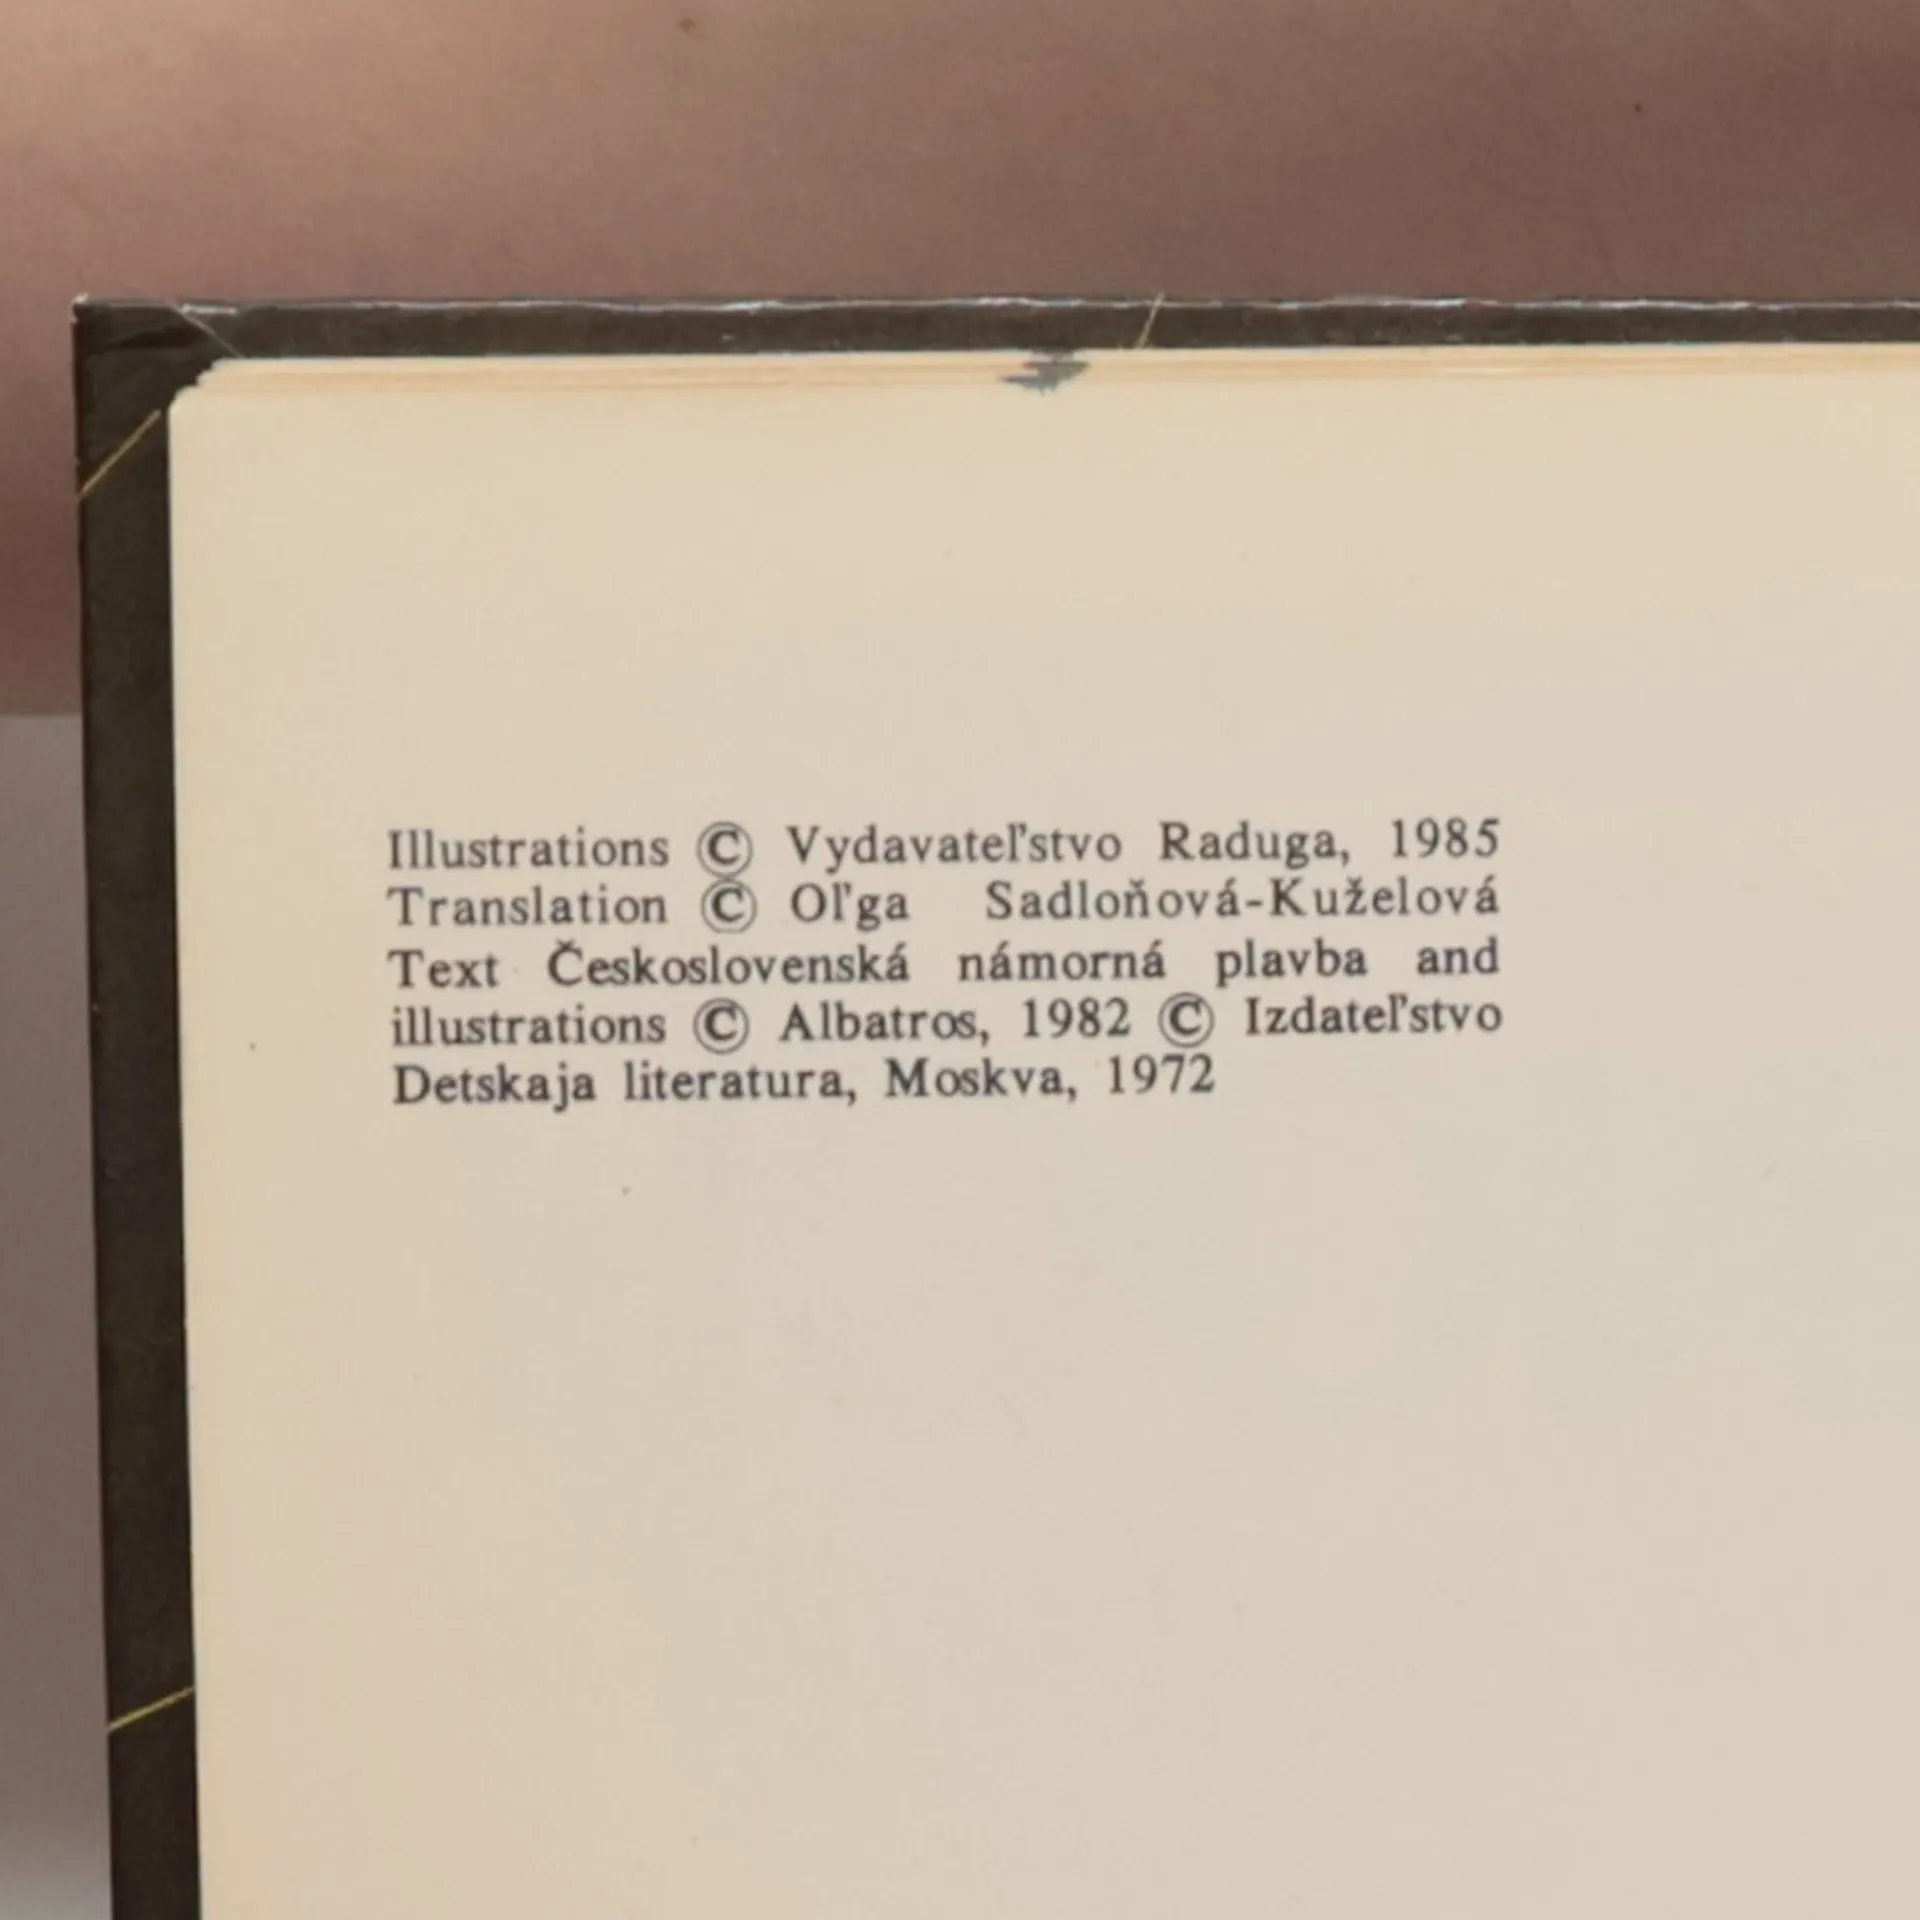 Illustrations © Vydavateľstvo Raduga, 1985
Translation © Oľga Sadloňová-Kuželová
Text Československá námorná plavba and
illustrations © Albatros, 1982 © Izdateľstvo
Detskaja literatura, Moskva, 1972